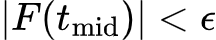 |F(t_mid)| < ϵ